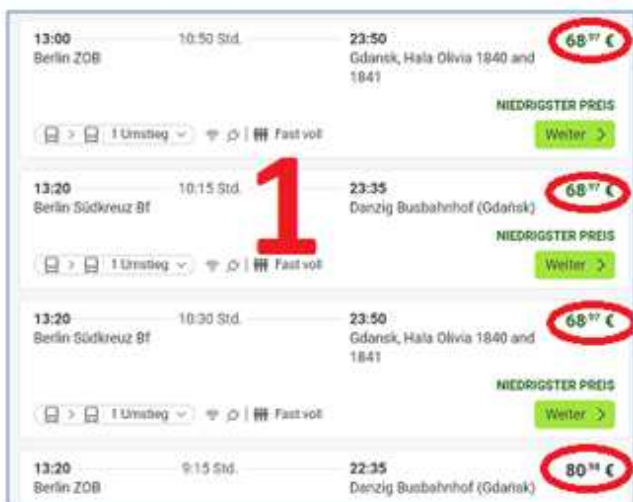 13:00 10:50 Std. 23:50 68,97 €
Berlin ZOB Gdansk, Hala Olivia 1840 and
1841
NIEDRIGSTER PREIS
1 Umstieg Fast voll Weiter
1
13:20 10:15 Std. 23:35 68,97 €
Berlin Südkreuz Bf Danzig Busbahnhof (Gdańsk)
NIEDRIGSTER PREIS
1 Umstieg Fast voll Weiter
13:20 10:30 Std. 23:50 68,97 €
Berlin Südkreuz Bf Gdansk, Hala Olivia 1840 and
1841
NIEDRIGSTER PREIS
1 Umstieg Fast voll Weiter
13:20 9:15 Std. 22:35 80,98 €
Berlin ZOB Danzig Busbahnhof (Gdańsk)